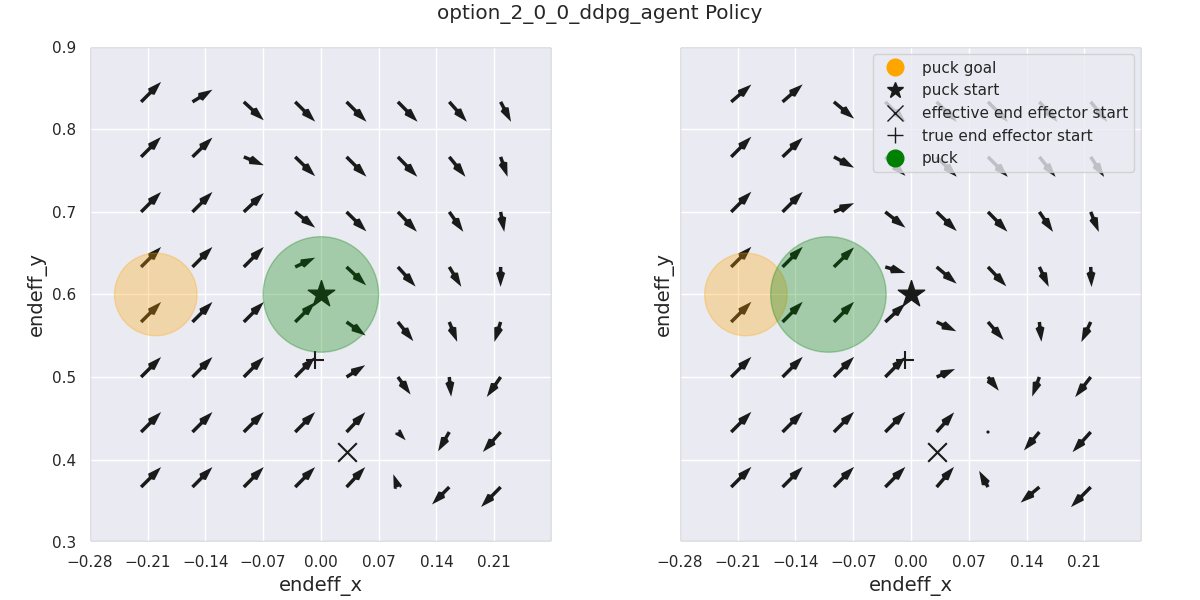 option_2_0_0_ddpg_agent Policy
0.9
0.8
0.7
0.6
0.5
0.4
0.3
endeff_y
−0.28 −0.21 −0.14 −0.07 0.00 0.07 0.14 0.21
endeff_x
puck goal
puck start
effective end effector start
true end effector start
puck
endeff_y
−0.28 −0.21 −0.14 −0.07 0.00 0.07 0.14 0.21
endeff_x